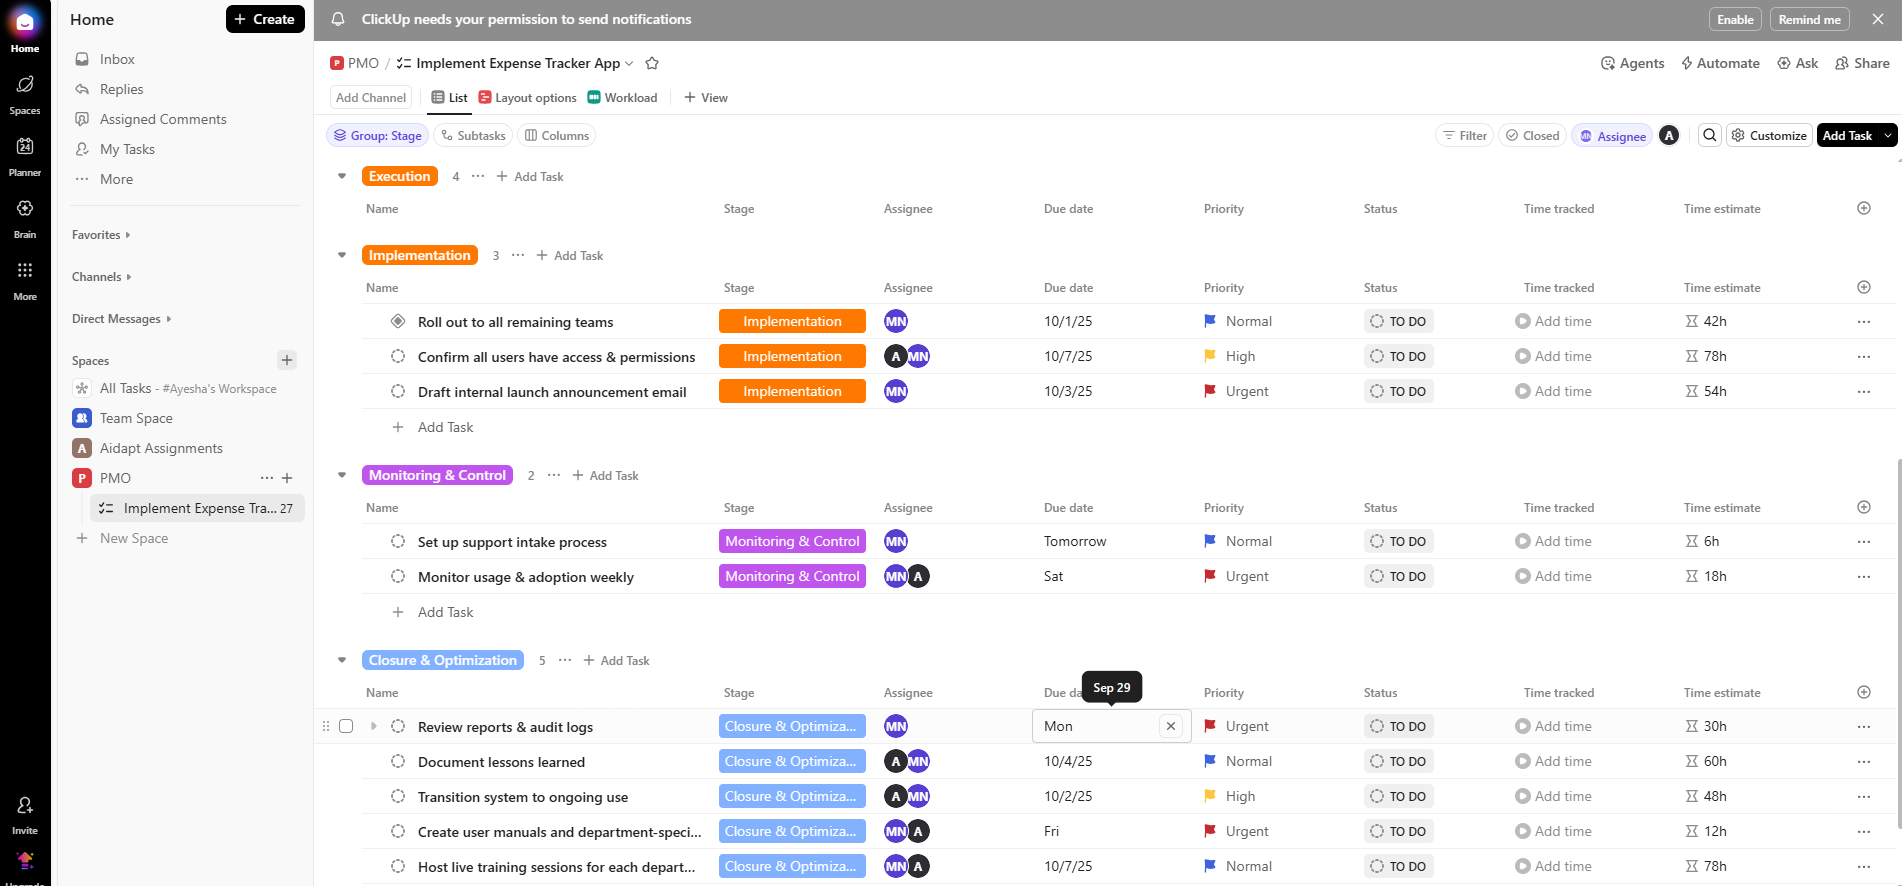 Home
Spaces
24
Planner
Brain
More
Invite
Home
+ Create
Inbox
Replies
Assigned Comments
My Tasks
More
Favorites
Channels
Direct Messages
Spaces
All Tasks - #Ayesha's Workspace
Team Space
A Aidapt Assignments
P PMO
Implement Expense Tra... 27
New Space
ClickUp needs your permission to send notifications
Enable
Remind me
P PMO / Implement Expense Tracker App
Agents
Automate
Ask
Share
Add Channel
List
Layout options
Workload
View
Group: Stage
Subtasks
Columns
Filter
Closed
MN Assignee
A
Customize
Add Task
Execution 4 ... + Add Task
Name Stage Assignee Due date Priority Status Time tracked Time estimate
Implementation 3 ... + Add Task
Name Stage Assignee Due date Priority Status Time tracked Time estimate
Roll out to all remaining teams Implementation MN 10/1/25 Normal TO DO Add time 42h
Confirm all users have access & permissions Implementation A MN 10/7/25 High TO DO Add time 78h
Draft internal launch announcement email Implementation MN 10/3/25 Urgent TO DO Add time 54h
+ Add Task
Monitoring & Control 2 ... + Add Task
Name Stage Assignee Due date Priority Status Time tracked Time estimate
Set up support intake process Monitoring & Control MN Tomorrow Normal TO DO Add time 6h
Monitor usage & adoption weekly Monitoring & Control MN A Sat Urgent TO DO Add time 18h
+ Add Task
Closure & Optimization 5 ... + Add Task
Sep 29
Name Stage Assignee Due da Priority Status Time tracked Time estimate
Review reports & audit logs Closure & Optimiza... MN Mon Urgent TO DO Add time 30h
Document lessons learned Closure & Optimiza... A MN 10/4/25 Normal TO DO Add time 60h
Transition system to ongoing use Closure & Optimiza... A MN 10/2/25 High TO DO Add time 48h
Create user manuals and department-speci... Closure & Optimiza... MN A Fri Urgent TO DO Add time 12h
Host live training sessions for each depart... Closure & Optimiza... MN A 10/7/25 Normal TO DO Add time 78h